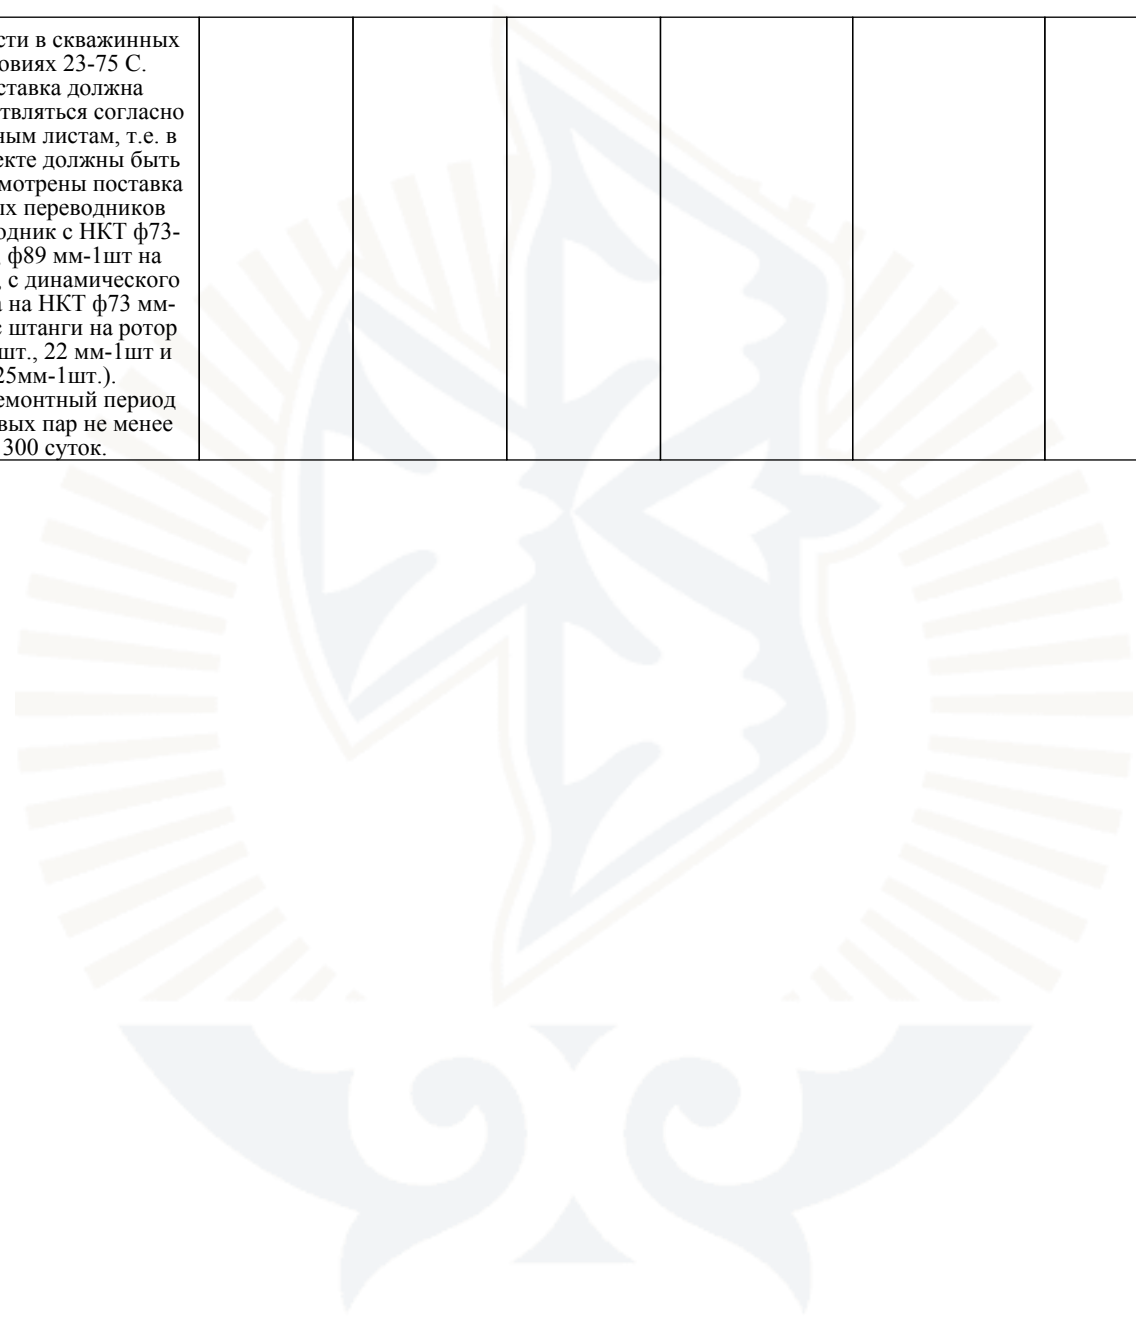 сти в скважинных
овиях 23-75 С.
ставка должна
твляться согласно
ным листам, т.е. в
екте должны быть
смотрены поставка
ых переводников
одник с НКТ ф73-
, ф89 мм-1шт на
, с динамического
а на НКТ ф73 мм-
е штанги на ротор
шт., 22 мм-1шт и
25мм-1шт.).
емонтный период
вых пар не менее
300 суток.